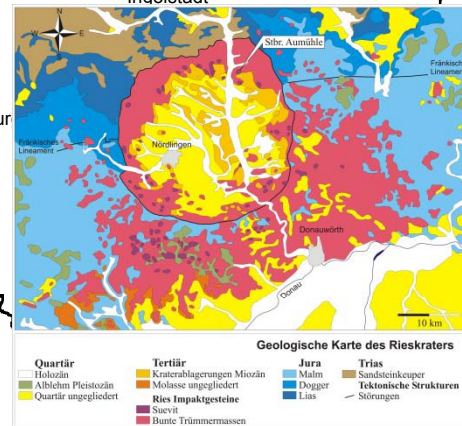 Ingolstadt
N
W E
S
Stbr. Aumühle
Fränkisches
Lineament
Fränkisches
Lineament
Nördlingen
Donauwörth
Donau
10 km
Geologische Karte des Rieskraters
Quartär
Holozän
Alblehm Pleistozän
Quartär ungegliedert
Tertiär
Kraterablagerungen Miozän
Molasse ungegliedert
Ries Impaktgesteine
Suevit
Bunte Trümmermassen
Jura
Malm
Dogger
Lias
Trias
Sandsteinkeuper
Tektonische Strukturen
Störungen